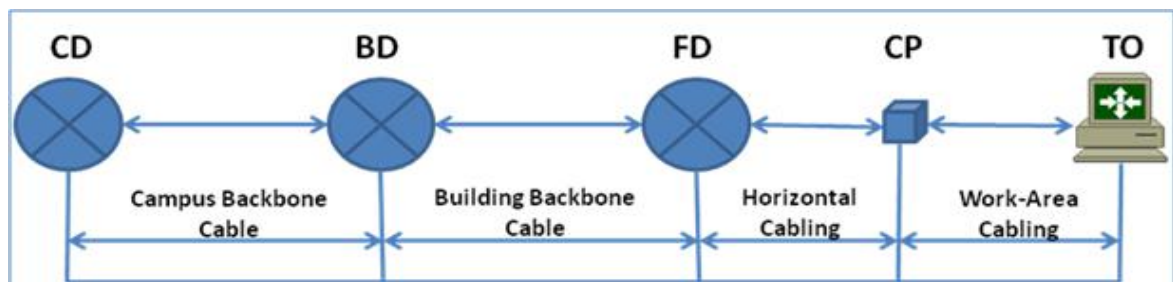 CD BD FD CP TO
Campus Backbone Building Backbone Horizontal Work-Area
Cable Cable Cabling Cabling